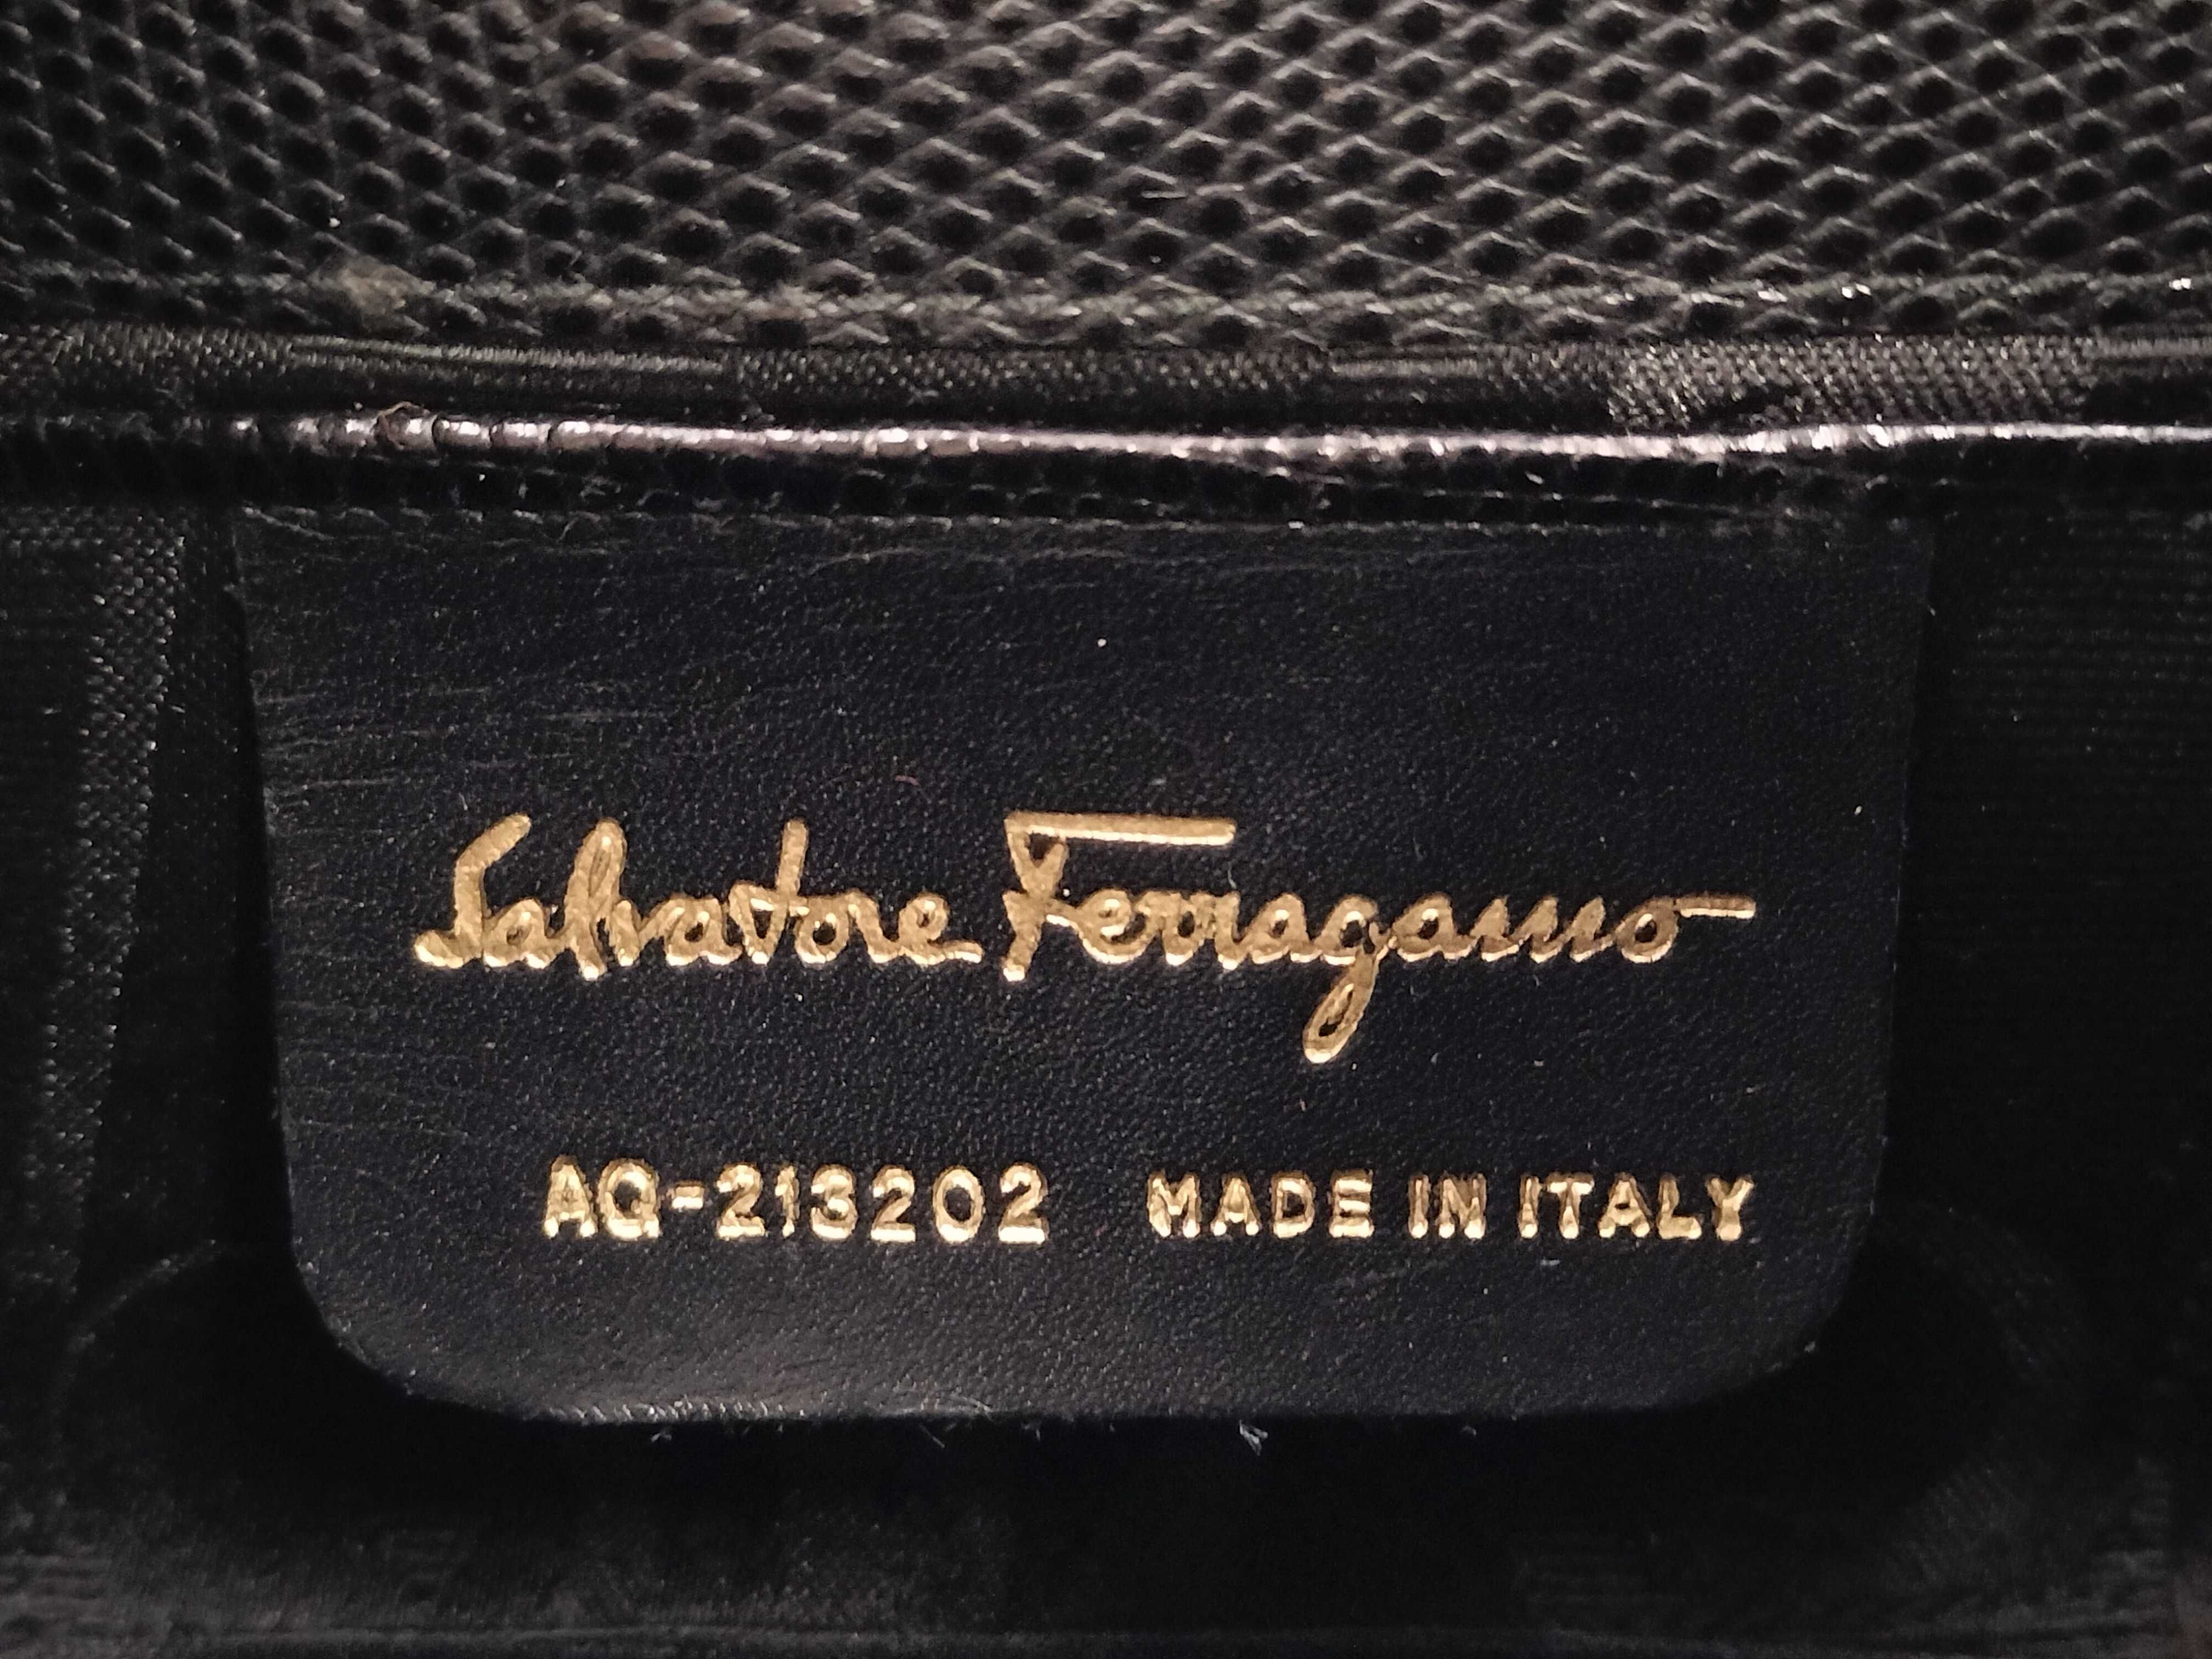 Salvatore Ferragamo
AQ-213202 MADE IN ITALY